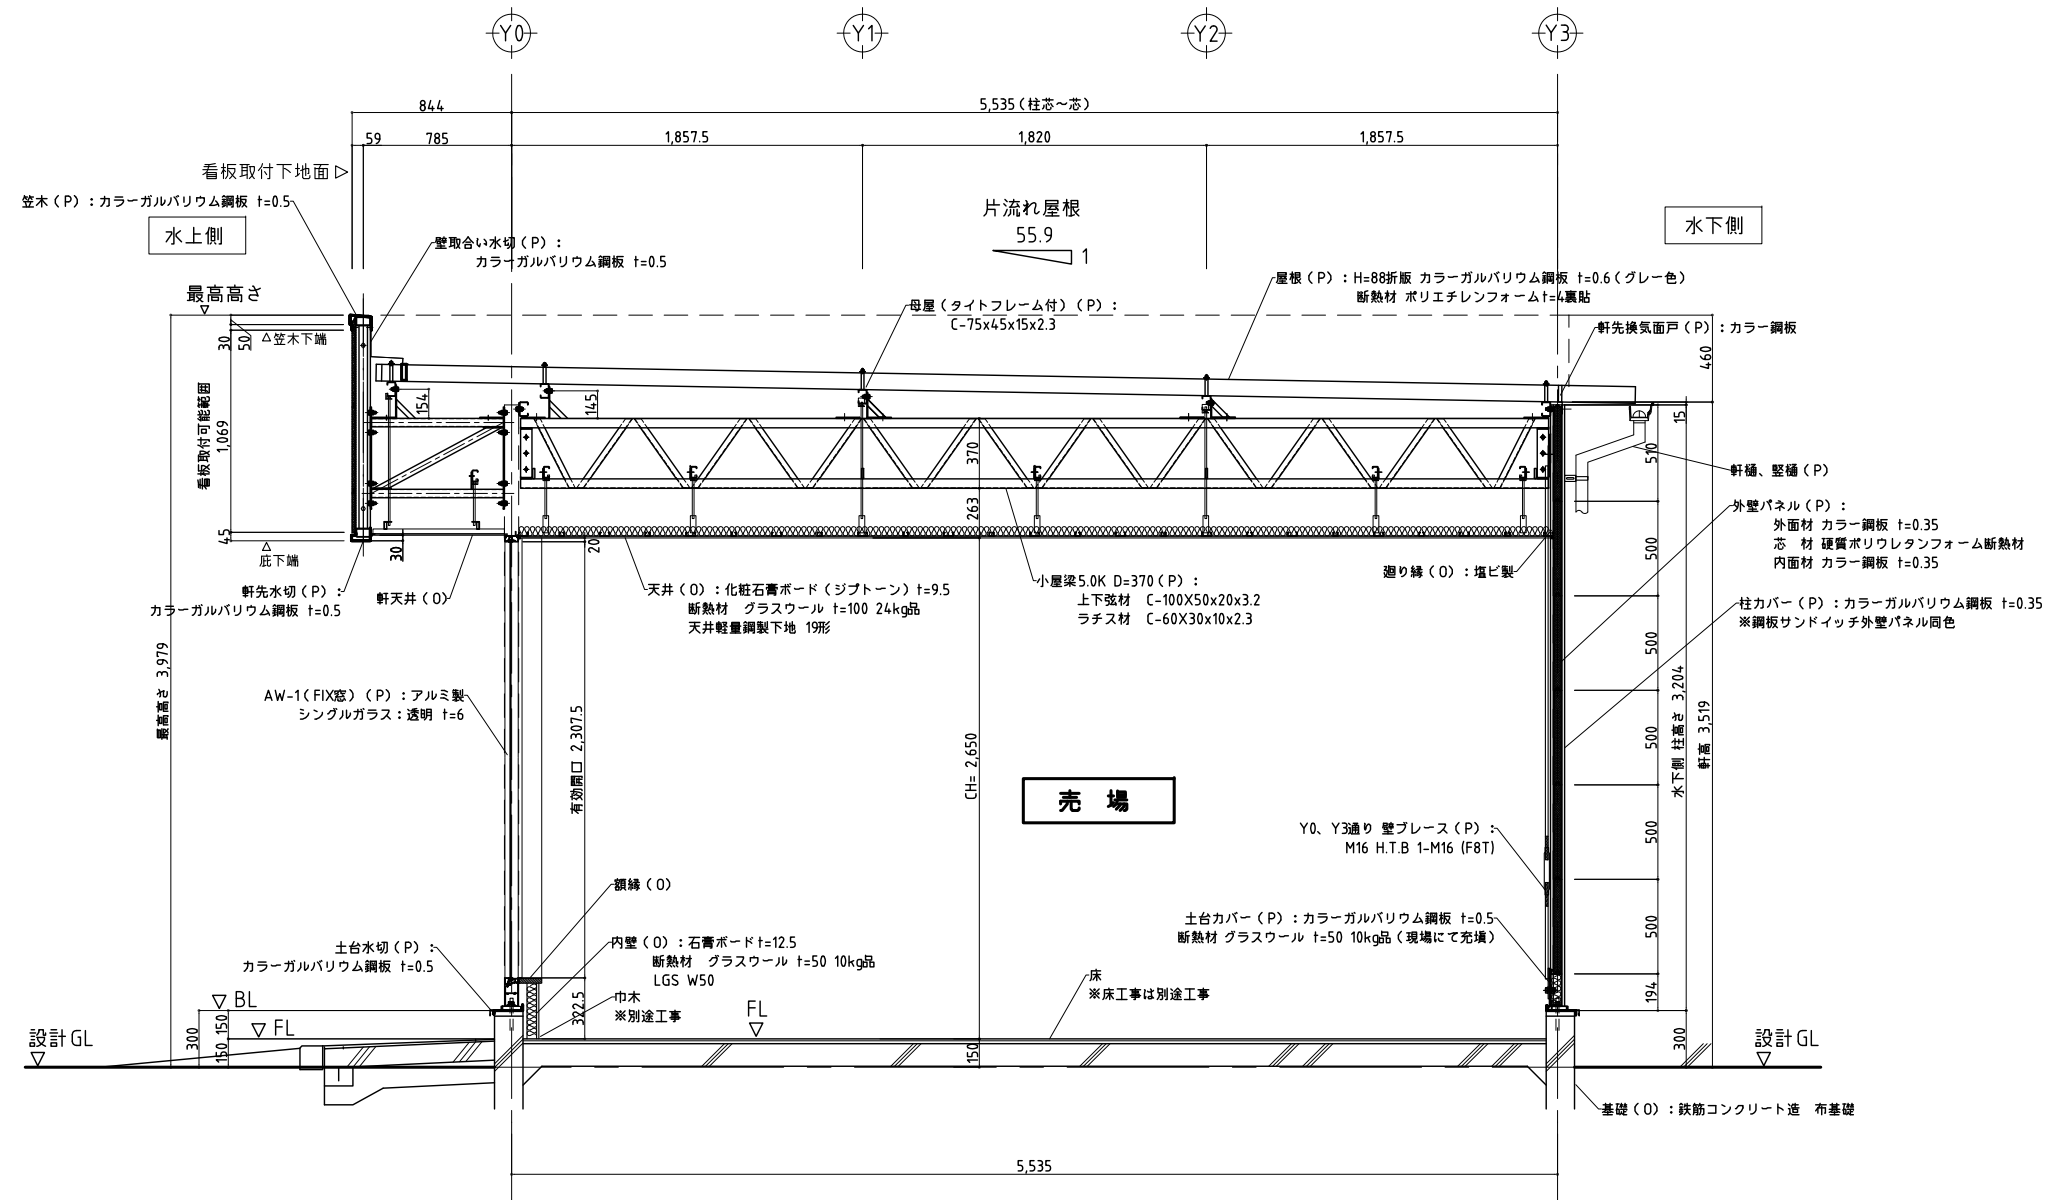 Y0
Y1
Y2
Y3
844
5,535(柱芯～芯)
59
785
1,857.5
1,820
1,857.5
看板取付下地面
笠木(P)：カラーガルバリウム鋼板 t=0.5
水上側
片流れ屋根
55.9
1
水下側
壁取合い水切(P)：
カラーガルバリウム鋼板 t=0.5
屋根(P)：H=88折版 カラーガルバリウム鋼板 t=0.6(グレー色)
断熱材 ポリエチレンフォームt=4裏貼
最高高さ
母屋(タイトフレーム付)(P)：
C-75x45x15x2.3
軒先換気面戸(P)：カラー鋼板
30
50
笠木下端
460
154
145
15
看板取付可能範囲
1,069
370
510
263
軒樋、竪樋(P)
外壁パネル(P)：
外面材 カラー鋼板 t=0.35
芯　材 硬質ポリウレタンフォーム断熱材
内面材 カラー鋼板 t=0.35
45
庇下端
30
20
500
軒先水切(P)：
カラーガルバリウム鋼板 t=0.5
軒天井(O)
天井(O)：化粧石膏ボード(ジプトーン) t=9.5
断熱材　グラスウール t=100 24kg品
天井軽量鋼製下地 19形
小屋梁5.0K D=370(P)：
上下弦材　C-100X50x20x3.2
ラチス材　C-60X30x10x2.3
廻り縁(O)：塩ビ製
柱カバー(P)：カラーガルバリウム鋼板 t=0.35
※鋼板サンドイッチ外壁パネル同色
500
最高高さ 3,979
AW-1(FIX窓)(P)：アルミ製
シングルガラス：透明 t=6
有効開口 2,307.5
CH= 2,650
水下側 柱高さ 3,204
軒高 3,519
500
売　場
500
Y0、Y3通り 壁ブレース(P)：
M16 H.T.B 1-M16 (F8T)
額縁(O)
500
土台カバー(P)：カラーガルバリウム鋼板 t=0.5
断熱材 グラスウール t=50 10kg品(現場にて充填)
土台水切(P)：
カラーガルバリウム鋼板 t=0.5
内壁(O)：石膏ボードt=12.5
断熱材　グラスウール t=50 10kg品
LGS W50
床
※床工事は別途工事
194
巾木
※別途工事
322.5
BL
FL
FL
300
150
150
150
300
設計GL
設計GL
基礎(O)：鉄筋コンクリート造　布基礎
5,535